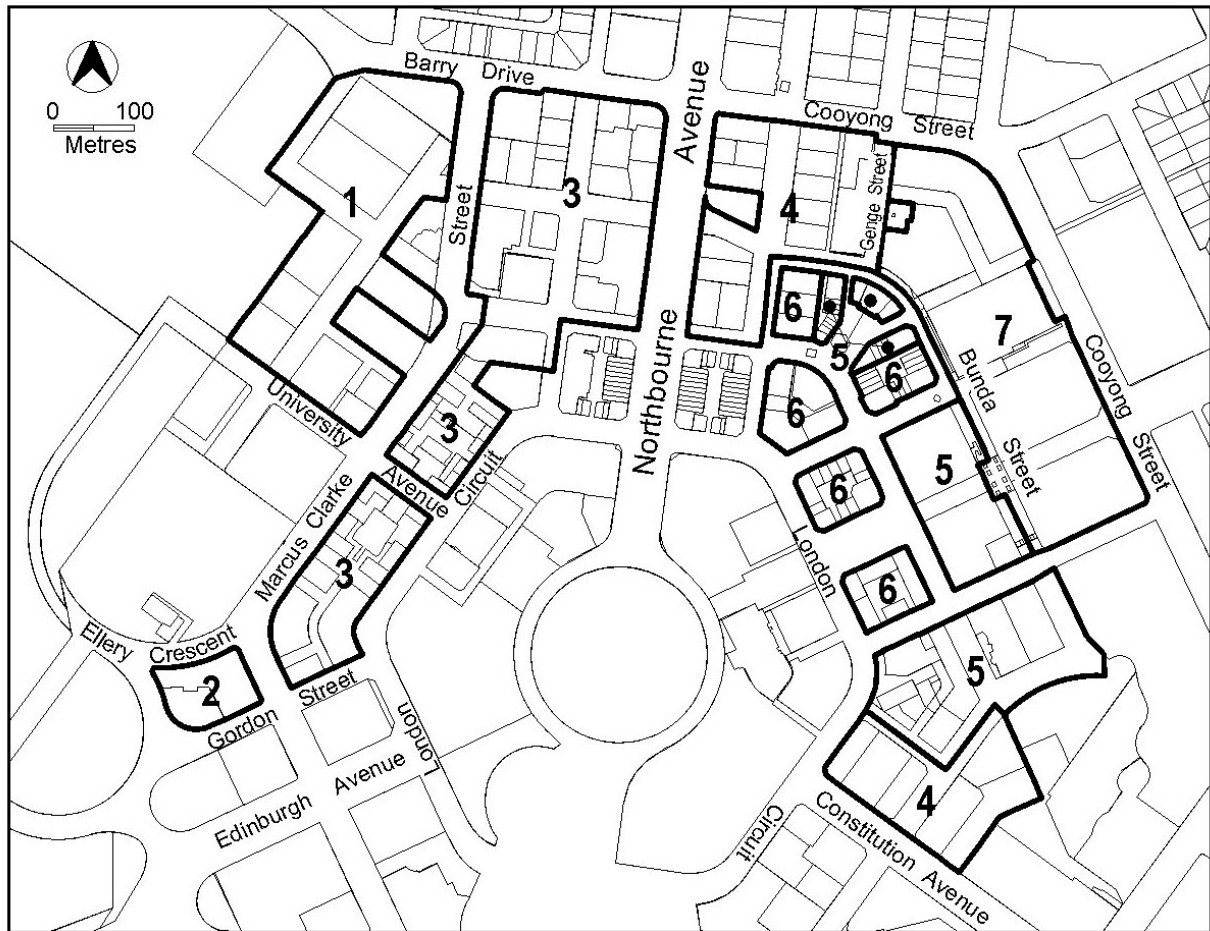 Barry Drive
0 100
Metres
Avenue
Cooyong Street
1
Street
3
4
Genge Street
6
5
7
Bunda
Cooyong
Northbourne
6
6
University
3
Street
5
Street
Avenue
Circuit
Marcus Clarke
6
London
3
6
Ellery Crescent
2
Street
5
Gordon
London
Edinburgh Avenue
4
Constitution Avenue
Circuit